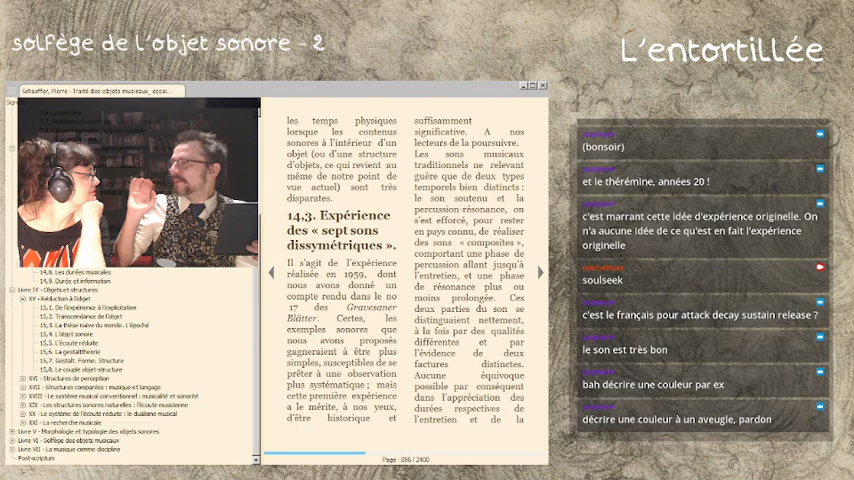 solfège de l'objet sonore - 2
L'entortillée
Schaeffer, Pierre - Traité des objets musicaux_ essai...
14,8. Les durées musicales
14,9. Durée et information
Livre IV - Objets et structures
XV - Réduction à l'objet
15,1. De l'expérience à l'explicitation
15,2. Transcendance de l'objet
15,3. La thèse naïve du monde. L'époché
15,4. L'objet sonore
15,5. L'écoute réduite
15,6. La gestalttheorie
15,7. Gestalt. Forme. Structure
15,8. Le couple objet-structure
XVI - Structures de perception
XVII - Structures comparées : musique et langage
XVIII - Le système musical conventionnel : musicalité et sonorité
XIX - Les structures sonores naturelles : l'écoute musicienne
XX - Le système de l'écoute réduite : le dualisme musical
XXI - La recherche musicale
Livre V - Morphologie et typologie des objets sonores
Livre VI - Solfège des objets musicaux
Livre VII - La musique comme discipline
Post-scriptum
les temps physiques
lorsque les contenus
sonores à l'intérieur d'un
objet (ou d'une structure
d'objets, ce qui revient au
même de notre point de
vue actuel) sont très
disparates.
14,3. Expérience
des « sept sons
dissymétriques ».
Il s'agit de l'expérience
réalisée en 1959, dont
nous avons donné un
compte rendu dans le no
17 des Gravesaner
Blätter. Certes, les
exemples sonores que
nous avons proposés
gagneraient à être plus
simples, susceptibles de se
prêter à une observation
plus systématique ; mais
cette première expérience
a le mérite, à nos yeux,
d'être historique et
suffisamment
significative. A nos
lecteurs de la poursuivre.
Les sons musicaux
traditionnels ne relevant
guère que de deux types
temporels bien distincts :
le son soutenu et la
percussion-résonance, on
s'est efforcé, pour rester
en pays connu, de réaliser
des sons « composites »,
comportant une phase de
percussion allant jusqu'à
l'entretien, et une phase
de résonance plus ou
moins prolongée. Ces
deux parties du son se
distinguaient nettement,
à la fois par des qualités
différentes et par
l'évidence de deux
factures distinctes.
Aucune équivoque
possible par conséquent
dans l'appréciation des
durées respectives de
l'entretien et de la
Page : 856 / 2400
(bonsoir)
et le thérémine, années 20 !
c'est marrant cette idée d'expérience originelle. On
n'a aucune idée de ce qu'est en fait l'expérience
originelle
soulseek
c'est le français pour attack decay sustain release ?
le son est très bon
bah décrire une couleur par ex
décrire une couleur à un aveugle, pardon